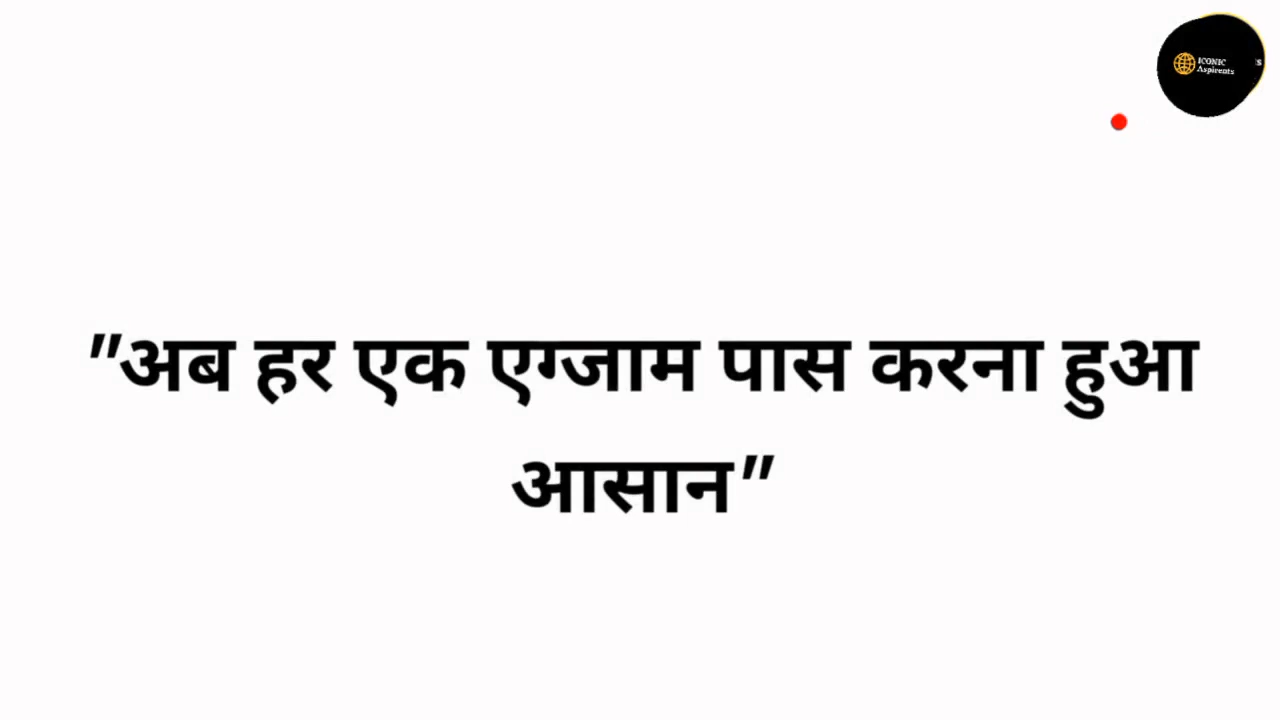 ICONIC
Aspirents
"अब हर एक एग्जाम पास करना हुआ
आसान"